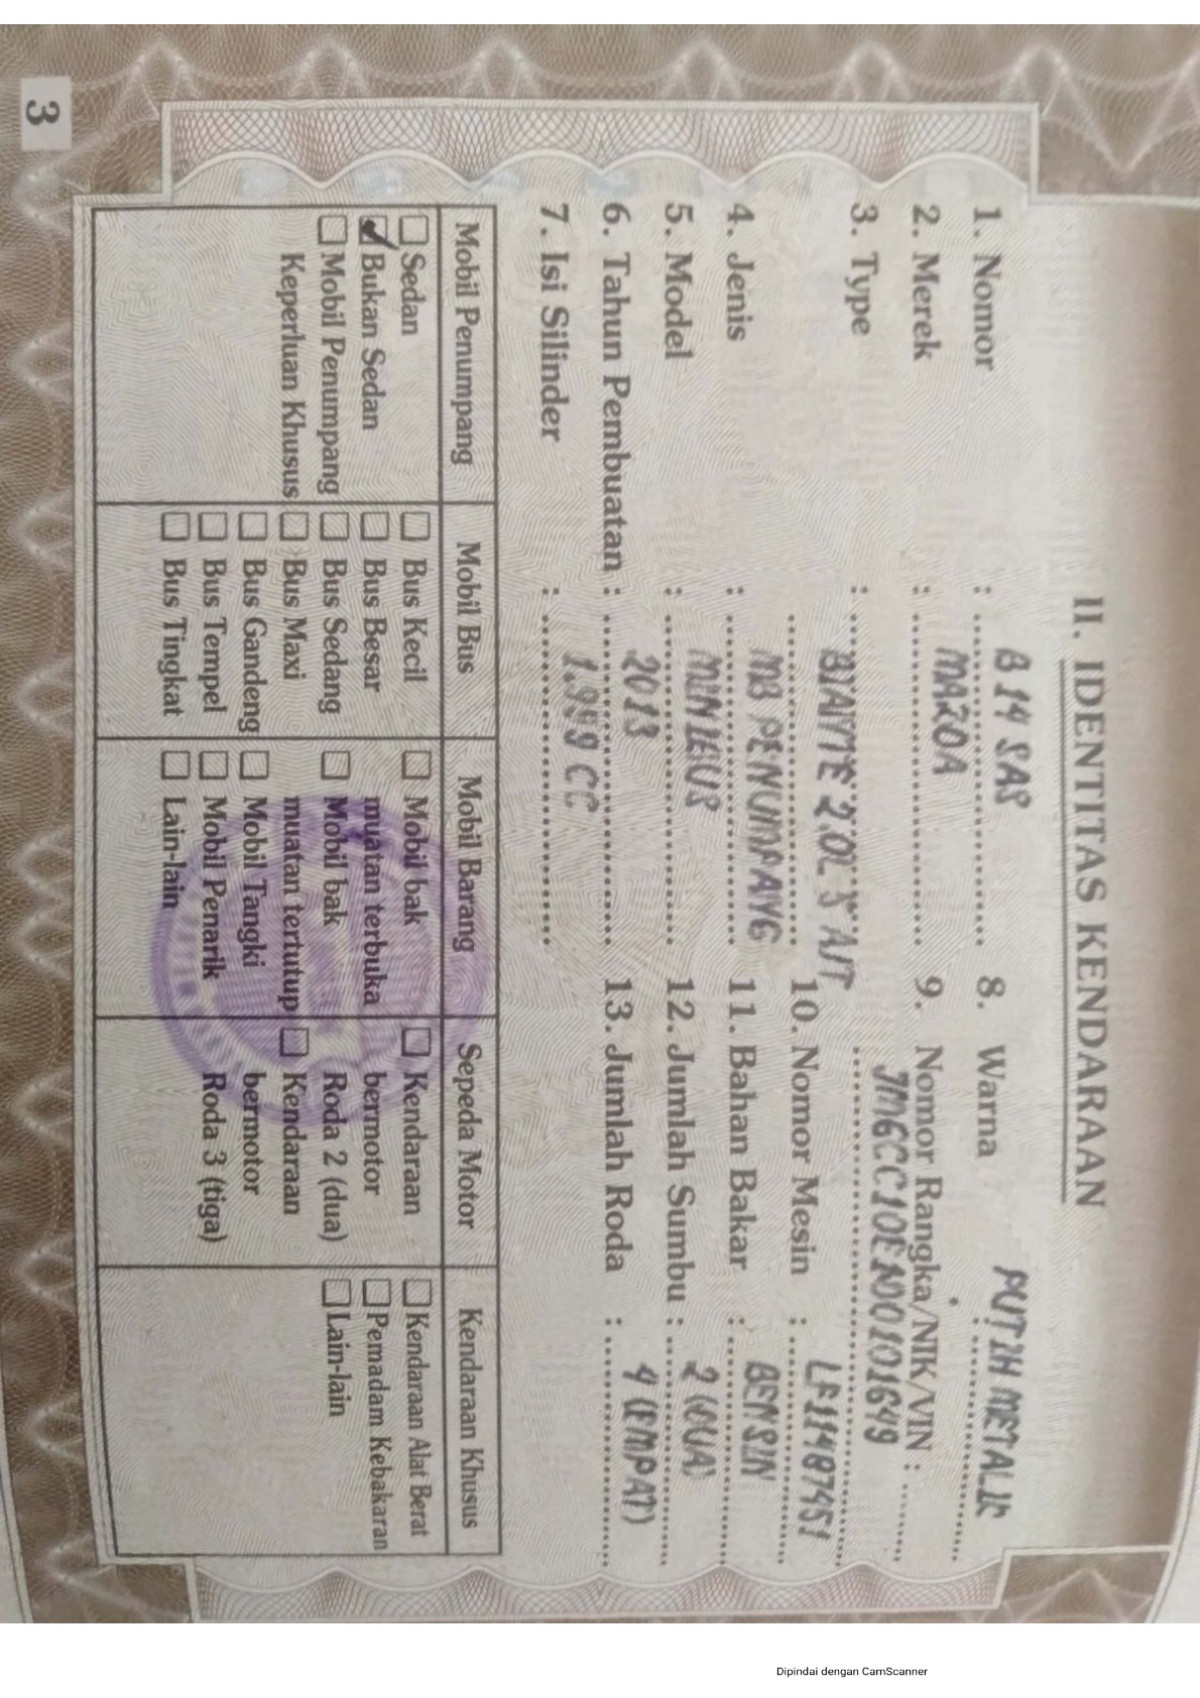 II. IDENTITAS KENDARAAN
1. Nomor : B 14 SAS
2. Merek : MAZDA
3. Type : BIANTE 2.0L 5 A/T
4. Jenis : MB PENUMPANG
5. Model : MINIBUS
6. Tahun Pembuatan : 2013
7. Isi Silinder : 1.999 CC
8. Warna : PUTIH METALIK
9. Nomor Rangka/NIK/VIN :
10. Nomor Mesin :
11. Bahan Bakar : BENSIN
12. Jumlah Sumbu : 2 (DUA)
13. Jumlah Roda : 4 (EMPAT)
Mobil Penumpang
Sedan
Bukan Sedan
Mobil Penumpang
Keperluan Khusus
Mobil Bus
Bus Kecil
Bus Besar
Bus Sedang
Bus Maxi
Bus Gandeng
Bus Tempel
Bus Tingkat
Mobil Barang
Mobil bak
muatan terbuka
Mobil bak
muatan tertutup
Mobil Tangki
Mobil Penarik
Lain-lain
Sepeda Motor
Kendaraan
bermotor
Roda 2 (dua)
Kendaraan
bermotor
Roda 3 (tiga)
Kendaraan Khusus
Kendaraan Alat Berat
Pemadam Kebakaran
Lain-lain
3
Dipindai dengan CamScanner